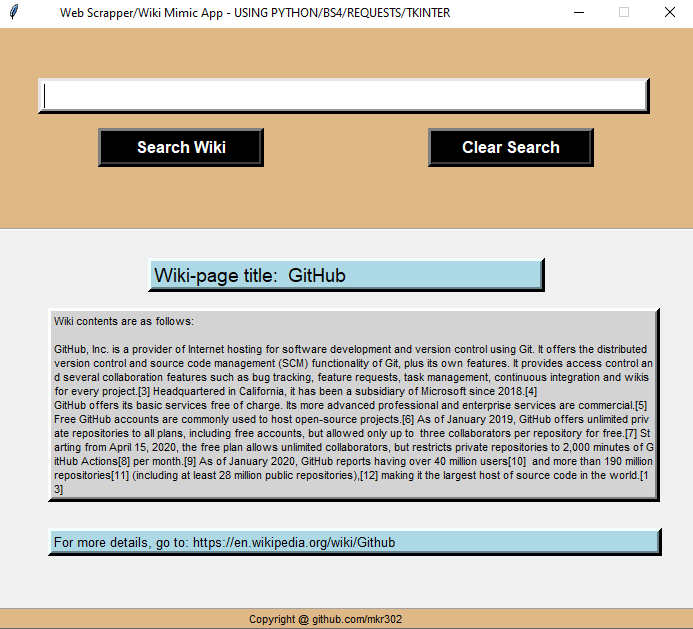 Web Scrapper/Wiki Mimic App - USING PYTHON/BS4/REQUESTS/TKINTER
Search Wiki Clear Search
Wiki-page title:  GitHub
Wiki contents are as follows:
GitHub, Inc. is a provider of Internet hosting for software development and version control using Git. It offers the distributed
version control and source code management (SCM) functionality of Git, plus its own features. It provides access control an
d several collaboration features such as bug tracking, feature requests, task management, continuous integration and wikis
for every project.[3] Headquartered in California, it has been a subsidiary of Microsoft since 2018.[4]
GitHub offers its basic services free of charge. Its more advanced professional and enterprise services are commercial.[5]
Free GitHub accounts are commonly used to host open-source projects.[6] As of January 2019, GitHub offers unlimited priv
ate repositories to all plans, including free accounts, but allowed only up to  three collaborators per repository for free.[7] St
arting from April 15, 2020, the free plan allows unlimited collaborators, but restricts private repositories to 2,000 minutes of G
itHub Actions[8] per month.[9] As of January 2020, GitHub reports having over 40 million users[10]  and more than 190 million
repositories[11] (including at least 28 million public repositories),[12] making it the largest host of source code in the world.[1
3]
For more details, go to: https://en.wikipedia.org/wiki/Github
Copyright @ github.com/mkr302